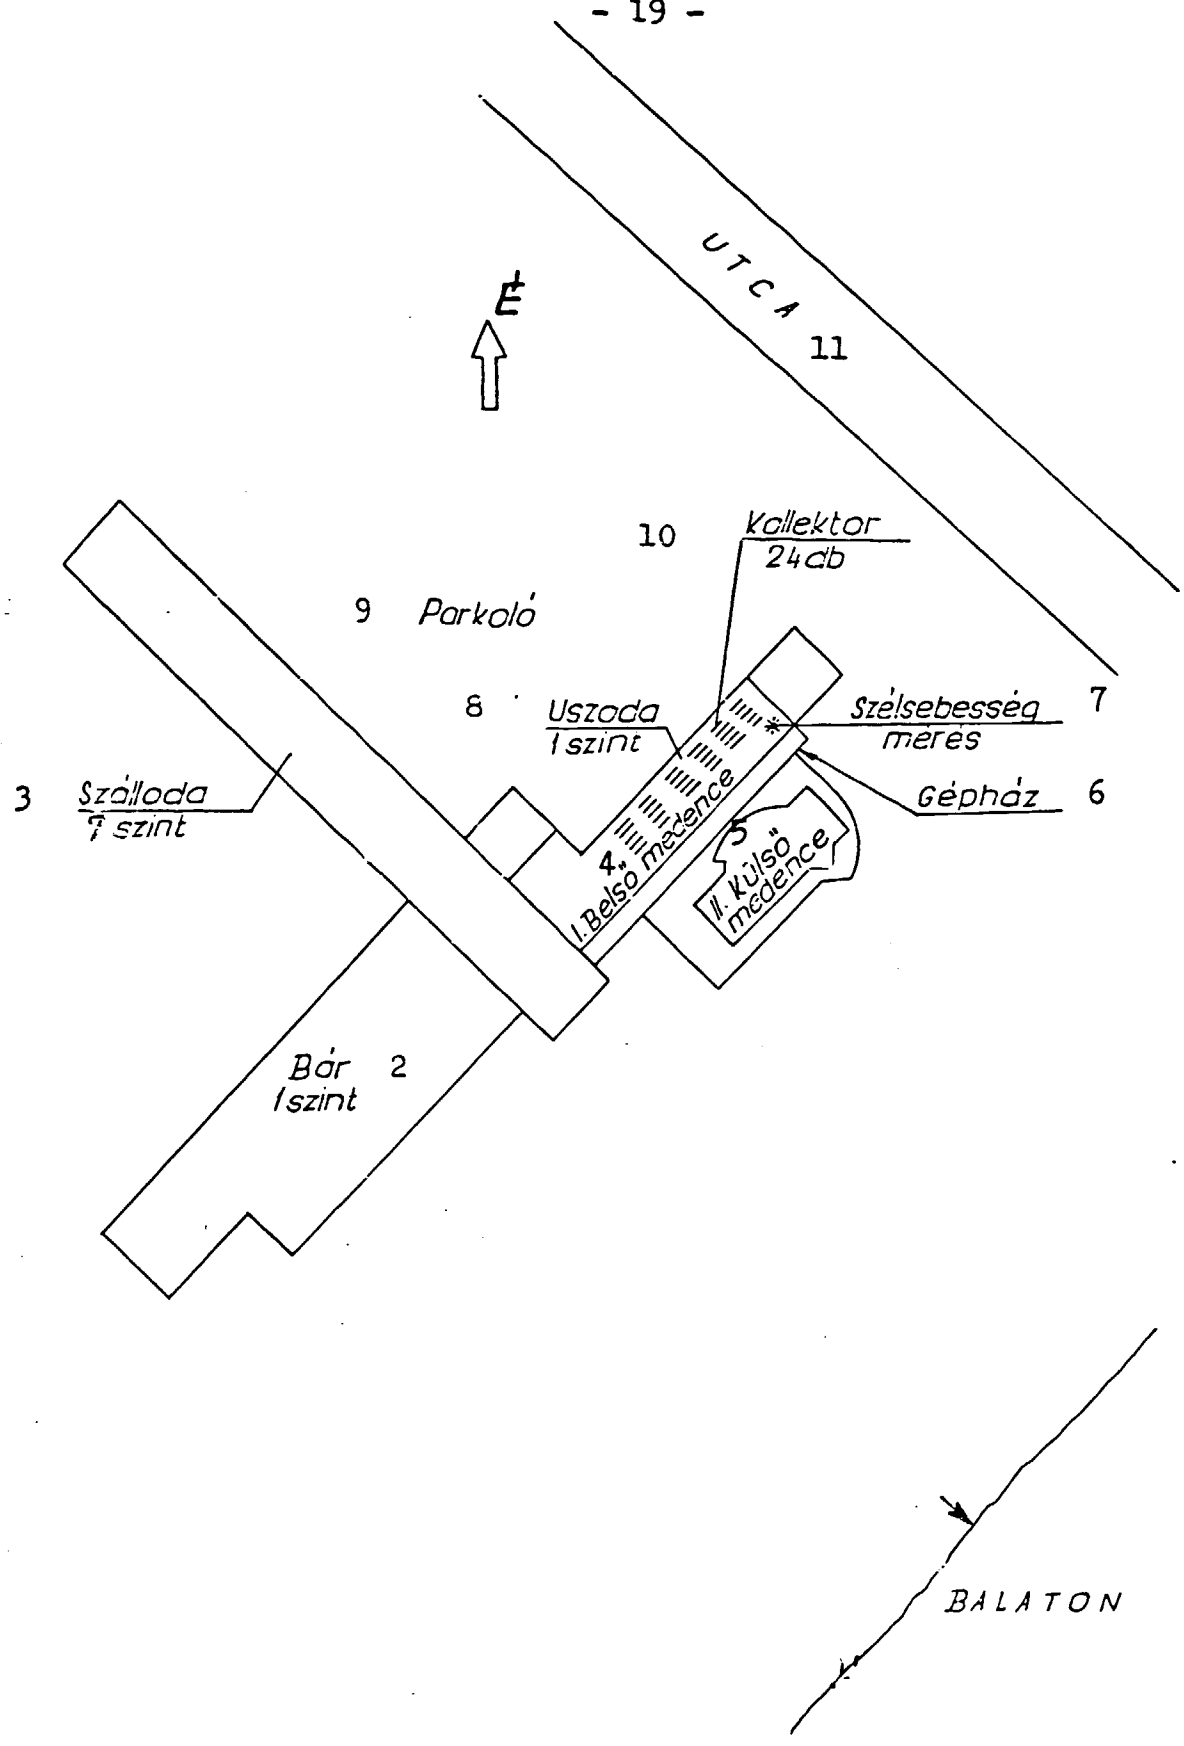 - 19 -
UTCA
11
É
10
Kollektor
24db
9 Parkoló
8
Uszoda
1 szint
Szélsebesség
mérés
7
3
Szálloda
7 szint
Gépház
6
4
I. Belső medence
5
II. Külső
medence
Bár
1 szint
2
BALATON